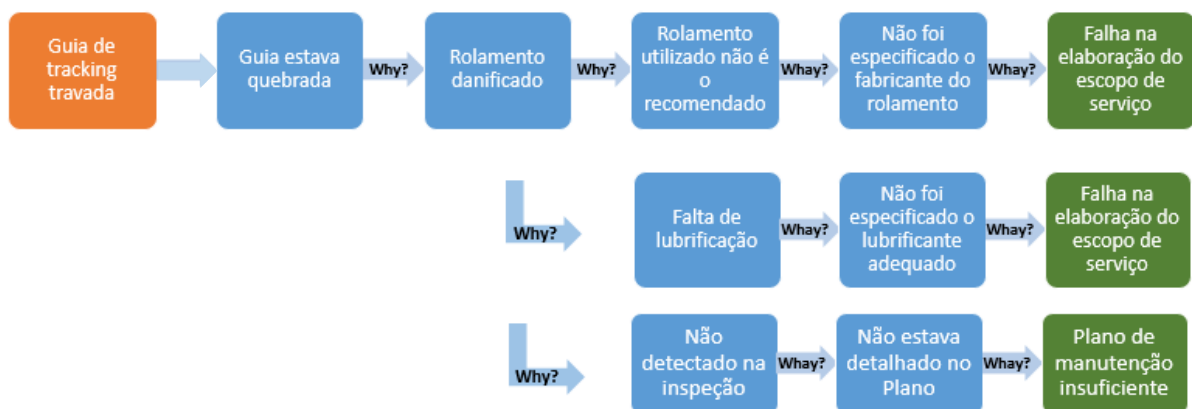 Guia de
tracking
travada
Guia estava
quebrada
Why?
Rolamento
danificado
Why?
Rolamento
utilizado não é
o
recomendado
Whay?
Não foi
especificado o
fabricante do
rolamento
Whay?
Falha na
elaboração do
escopo de
serviço
Why?
Falta de
lubrificação
Whay?
Não foi
especificado o
lubrificante
adequado
Whay?
Falha na
elaboração do
escopo de
serviço
Why?
Não
detectado na
inspeção
Whay?
Não estava
detalhado no
Plano
Whay?
Plano de
manutenção
insuficiente